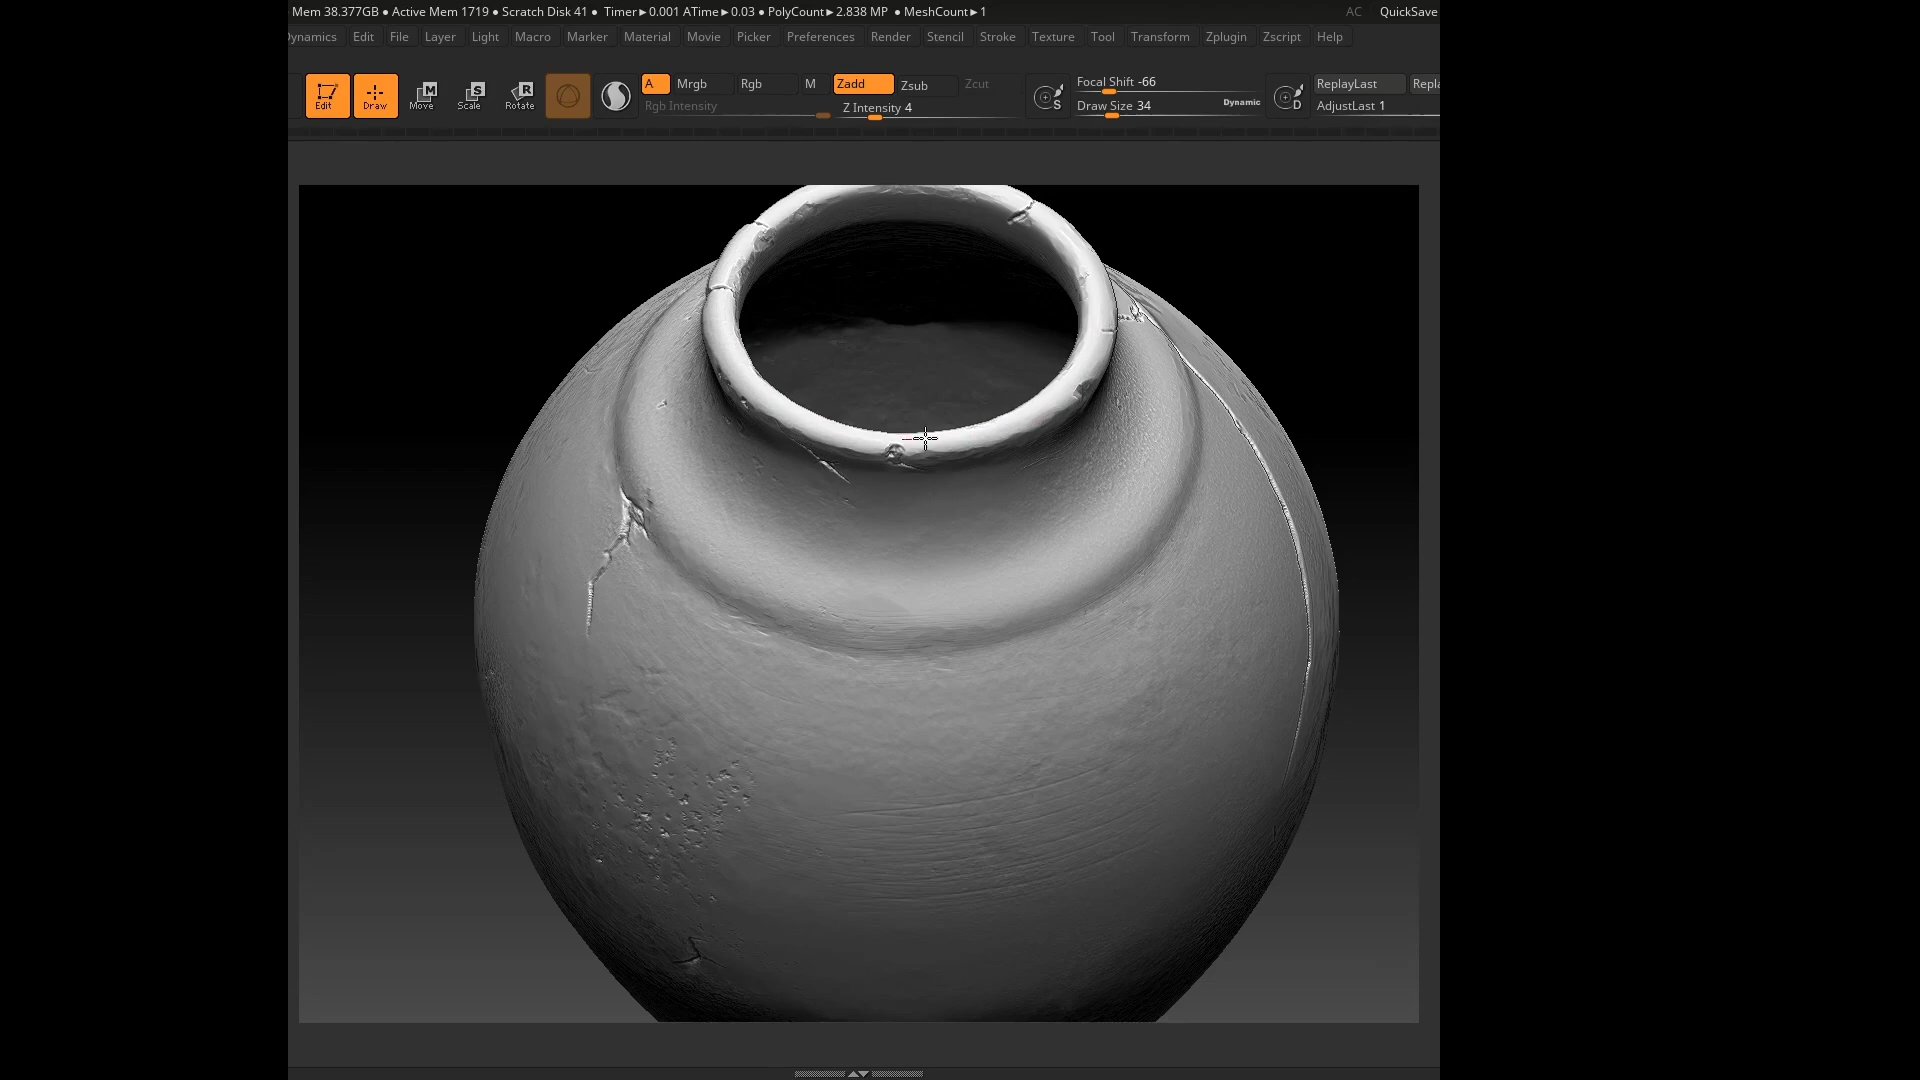 Mem 38.377GB ● Active Mem 1719 ● Scratch Disk 41 ● Timer►0.001 ATime►0.03 ● PolyCount►2.838 MP ● MeshCount►1 AC QuickSave
Dynamics Edit File Layer Light Macro Marker Material Movie Picker Preferences Render Stencil Stroke Texture Tool Transform Zplugin Zscript Help
A Mrgb Rgb M Zadd Zsub Zcut Focal Shift -66 ReplayLast Repla
Edit Draw Move M Scale S Rotate R Rgb Intensity Z Intensity 4 S Draw Size 34 Dynamic D AdjustLast 1